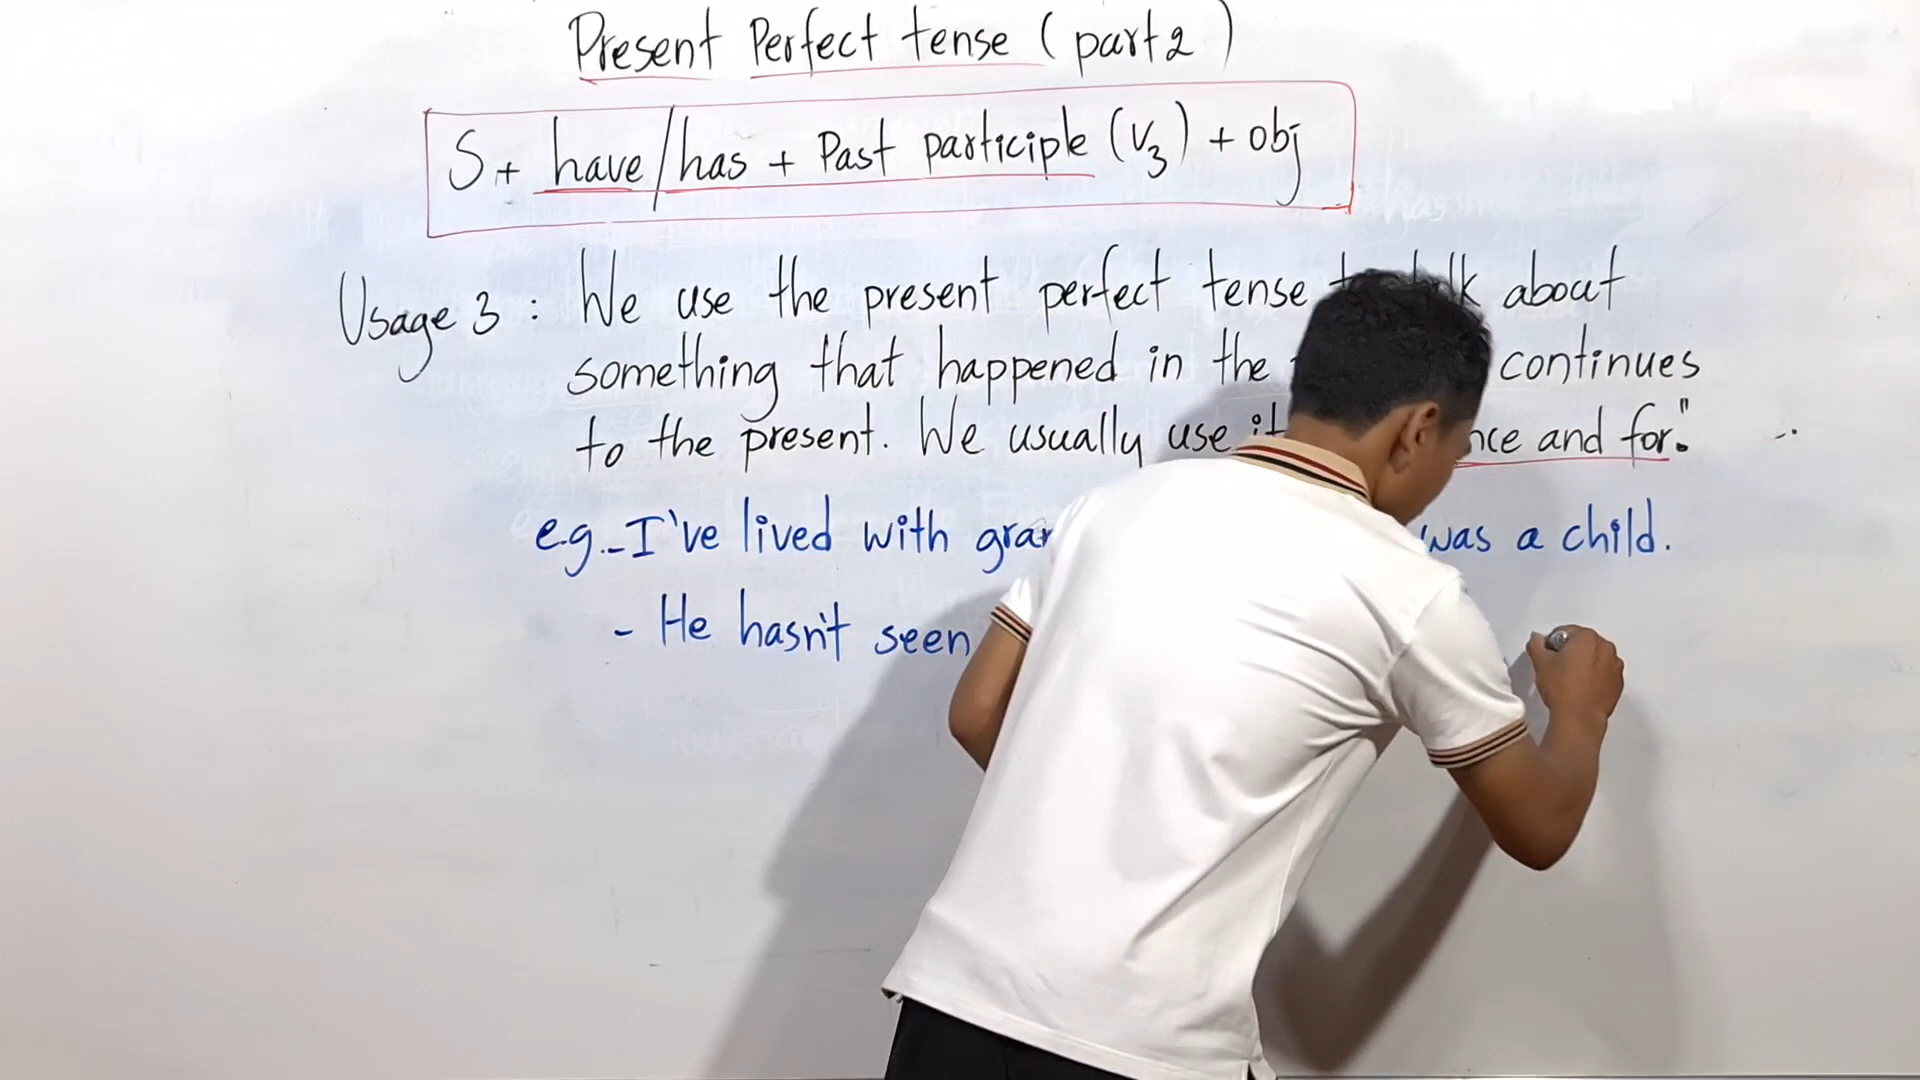 Present Perfect tense (part 2)
S + have/has + Past participle (V3) + obj
Usage 3 : We use the present perfect tense talk about
something that happened in the continues
to the present. We usually use it and for."
e.g. - I've lived with was a child.
- He hasn't seen